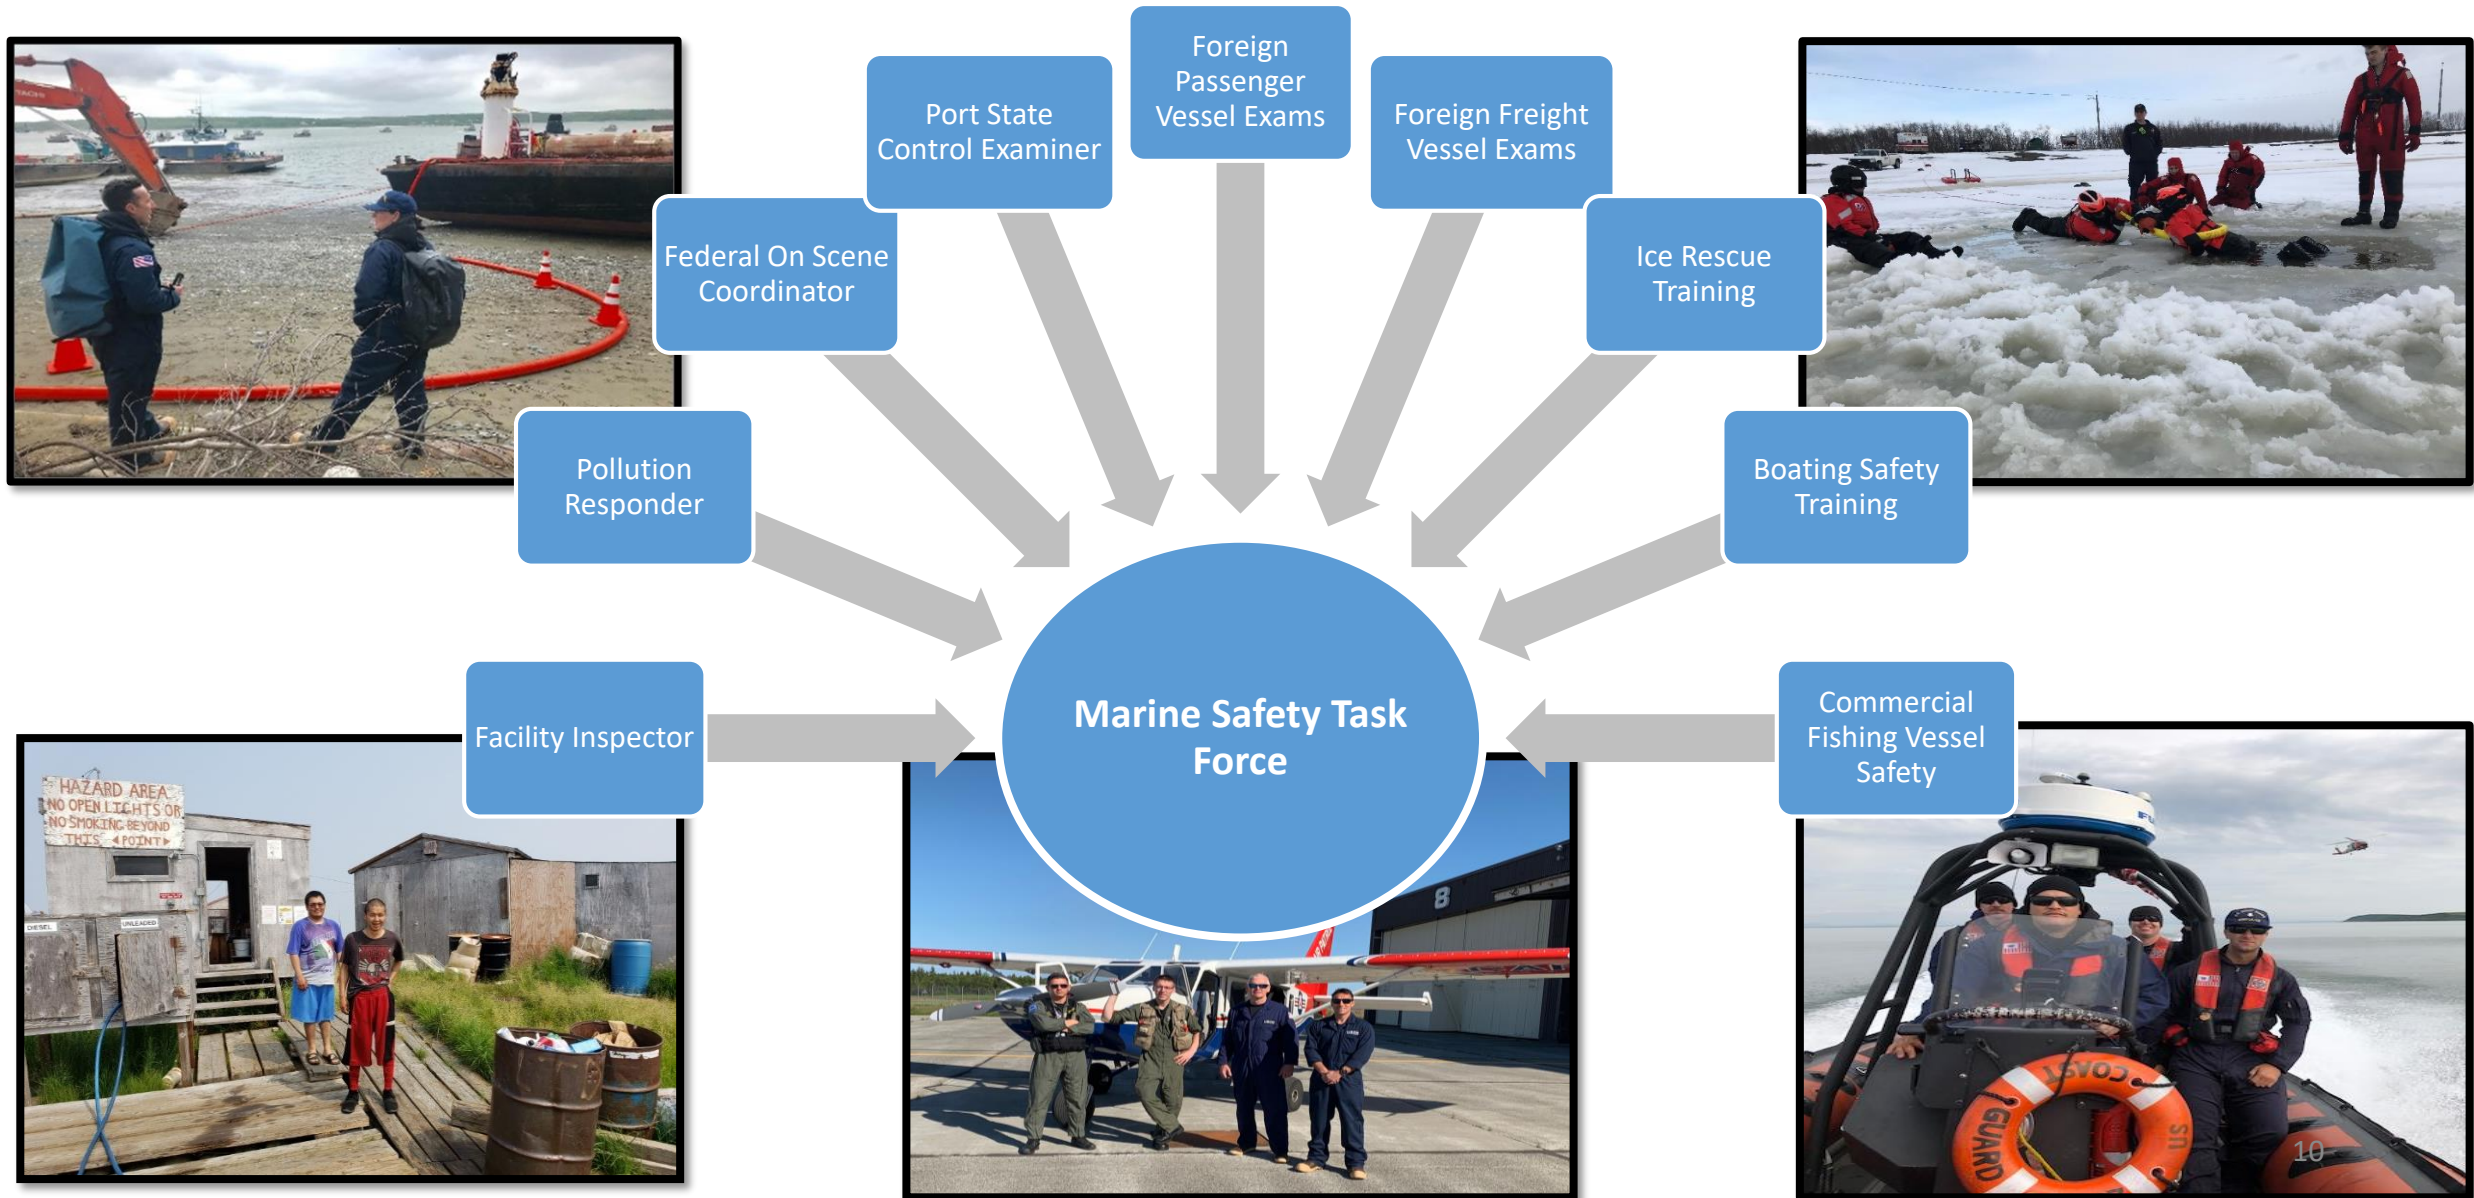 Foreign
Passenger
Vessel Exams
Port State
Control Examiner
Foreign Freight
Vessel Exams
Federal On Scene
Coordinator
Ice Rescue
Training
Pollution
Responder
Boating Safety
Training
Facility Inspector
Marine Safety Task
Force
Commercial
Fishing Vessel
Safety
HAZARD AREA
NO OPEN LIGHTS OR
NO SMOKING BEYOND
THIS POINT
DIESEL
UNLEADED
8
US COAST
GUARD
10